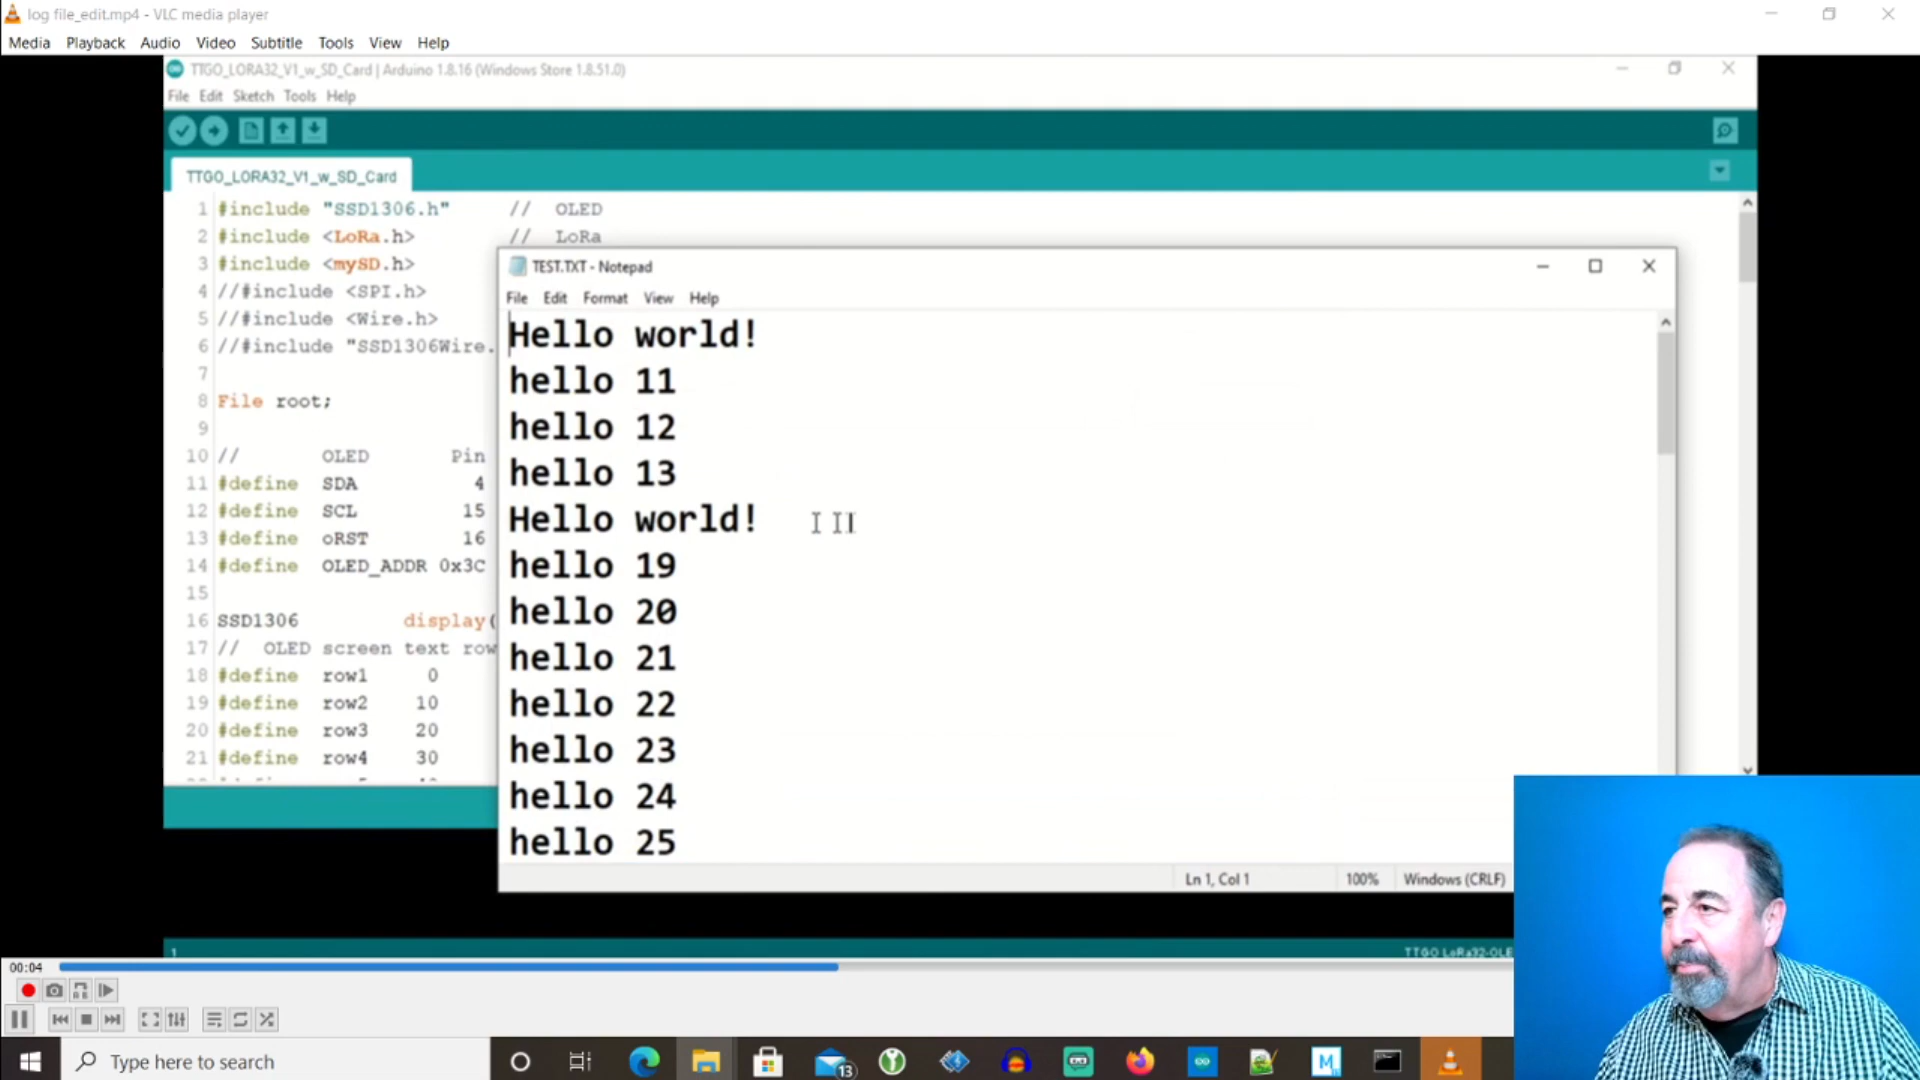 log file_edit.mp4 - VLC media player
Media Playback Audio Video Subtitle Tools View Help
TTGO_LORA32_V1_w_SD_Card | Arduino 1.8.16 (Windows Store 1.8.51.0)
File Edit Sketch Tools Help
TTGO_LORA32_V1_w_SD_Card
1 #include "SSD1306.h" // OLED
2 #include <LoRa.h> // LoRa
3 #include <mySD.h>
4 //#include <SPI.h>
5 //#include <Wire.h>
6 //#include "SSD1306Wire.
7
8 File root;
9
10 // OLED Pin
11 #define SDA 4
12 #define SCL 15
13 #define oRST 16
14 #define OLED_ADDR 0x3C
15
16 SSD1306 display(
17 // OLED screen text row
18 #define row1 0
19 #define row2 10
20 #define row3 20
21 #define row4 30
TEST.TXT - Notepad
File Edit Format View Help
Hello world!
hello 11
hello 12
hello 13
Hello world!
hello 19
hello 20
hello 21
hello 22
hello 23
hello 24
hello 25
Ln 1, Col 1 100% Windows (CRLF)
1 TTGO LoRa32-OLE
00:04
Type here to search
13